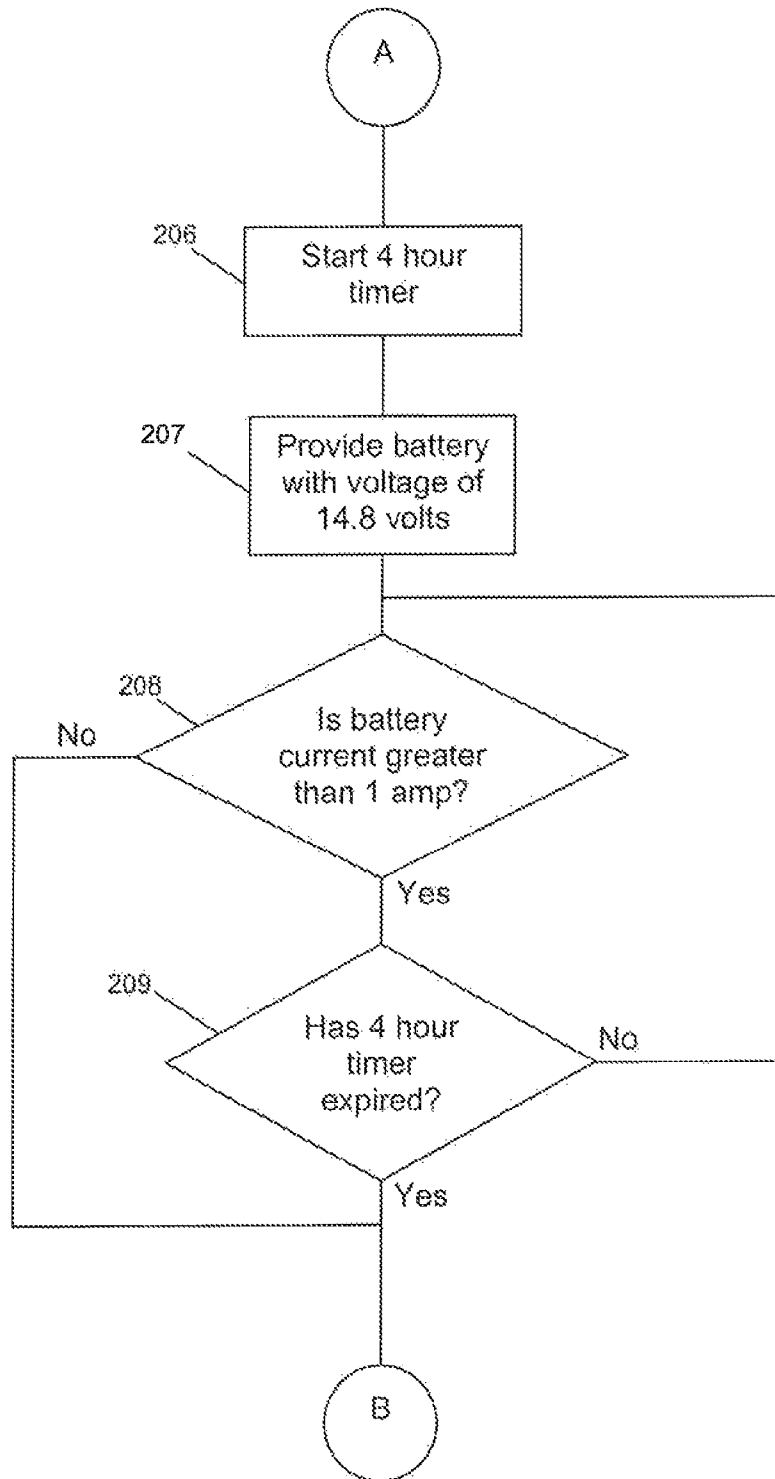 A
206
Start 4 hour
timer
207
Provide battery
with voltage of
14.8 volts
208
No
Is battery
current greater
than 1 amp?
Yes
209
Has 4 hour
timer
expired?
No
Yes
B